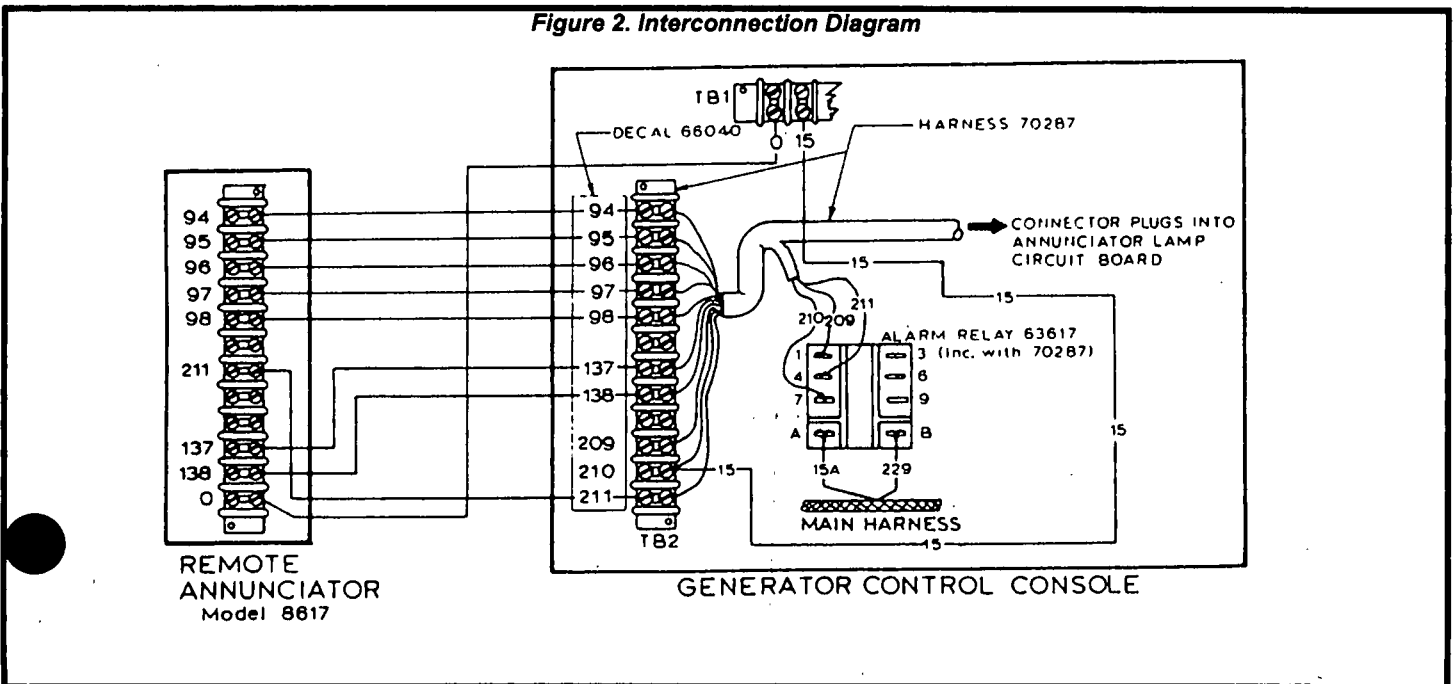 Figure 2. Interconnection Diagram
TB1
DECAL 66040
HARNESS 70287
0 15
94
95
96
97
98
211
137
138
0
94
95
96
97
98
137
138
209
210
211
TB2
CONNECTOR PLUGS INTO
ANNUNCIATOR LAMP
CIRCUIT BOARD
15
15
15
15
15
211
210 209
ALARM RELAY 63617
(Inc. with 70287)
1 3
4 6
7 9
A B
15A 229
MAIN HARNESS
REMOTE
ANNUNCIATOR
Model 8617
GENERATOR CONTROL CONSOLE